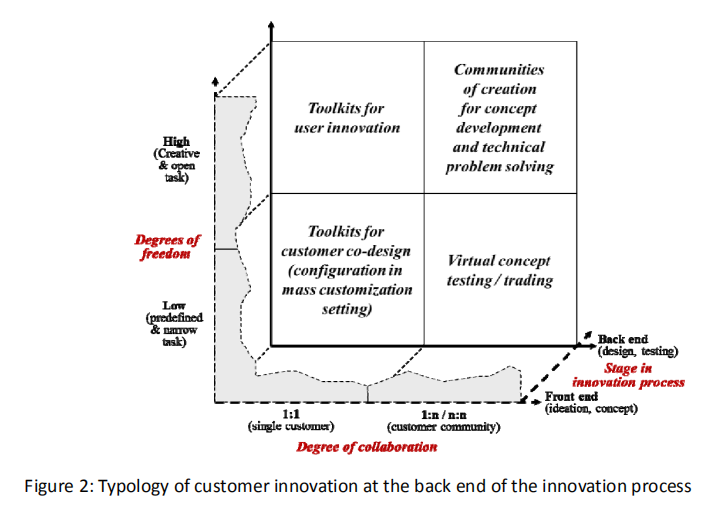 Toolkits for
user innovation
Communities
of creation
for concept
development
and technical
problem solving
High
(Creative
& open
task)
Degrees of
freedom
Low
(predefined
& narrow
task)
Toolkits for
customer co-design
(configuration in
mass customization
setting)
Virtual concept
testing / trading
Back end
(design, testing)
Stage in
innovation process
Front end
(ideation, concept)
1:1
(single customer)
1:n / n:n
(customer community)
Degree of collaboration
Figure 2: Typology of customer innovation at the back end of the innovation process